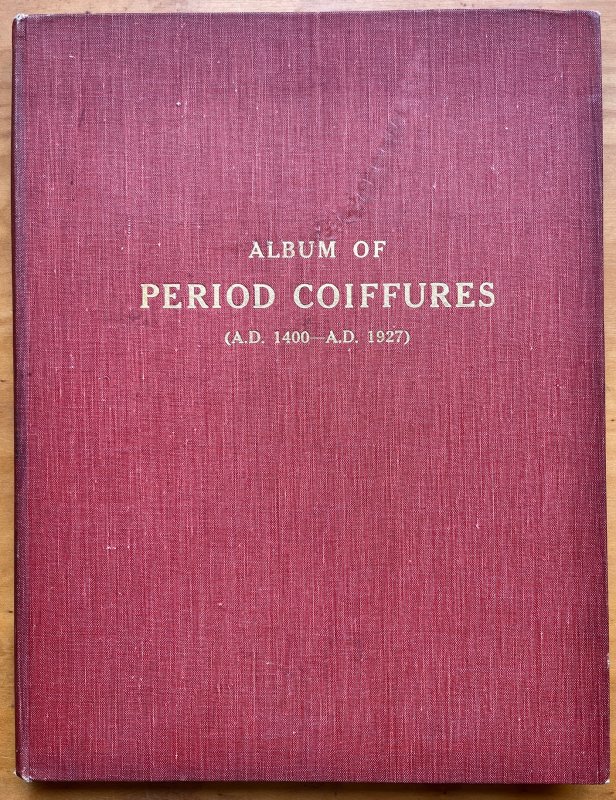 ALBUM OF
PERIOD COIFFURES
(A.D. 1400—A.D. 1927)